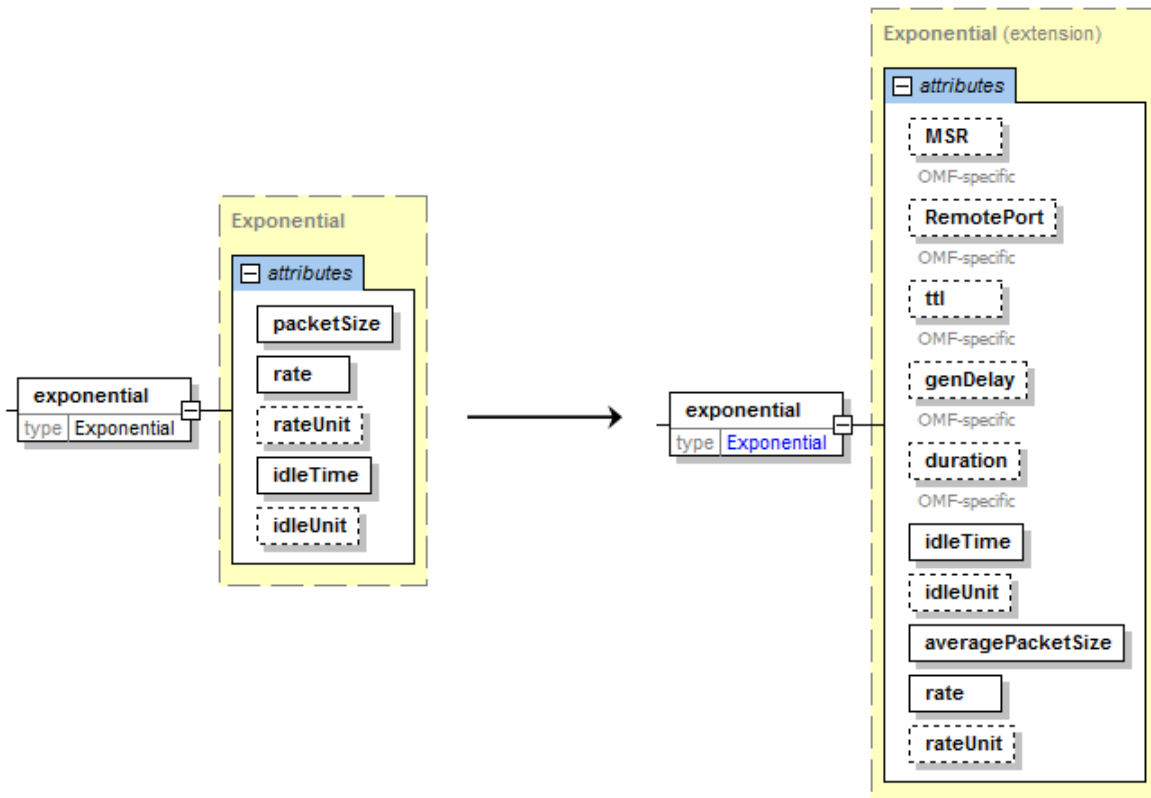 Exponential
attributes
packetSize
rate
rateUnit
idleTime
idleUnit
exponential
type Exponential
Exponential (extension)
attributes
MSR
OMF-specific
RemotePort
OMF-specific
ttl
OMF-specific
genDelay
OMF-specific
duration
OMF-specific
idleTime
idleUnit
averagePacketSize
rate
rateUnit
exponential
type Exponential